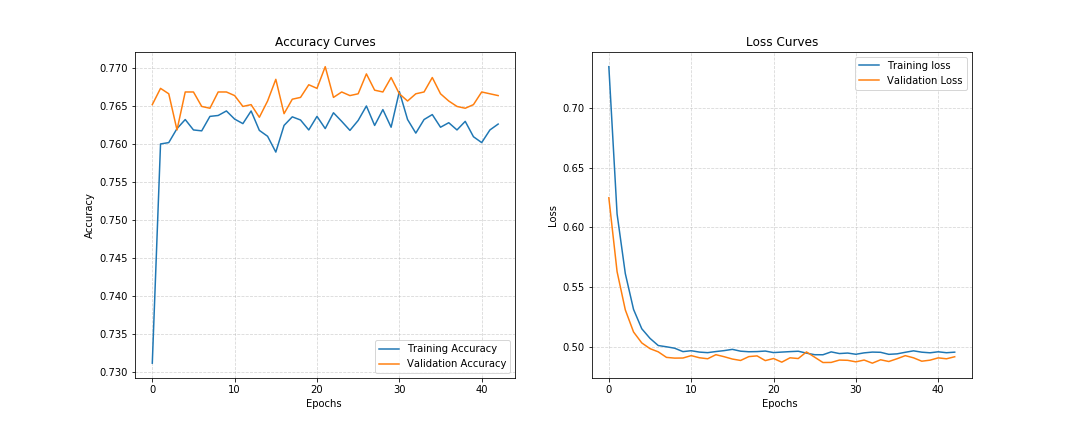 Accuracy Curves
Accuracy
0.770
0.765
0.760
0.755
0.750
0.745
0.740
0.735
0.730
Training Accuracy
Validation Accuracy
0 10 20 30 40
Epochs
Loss Curves
Loss
0.70
0.65
0.60
0.55
0.50
Training loss
Validation Loss
0 10 20 30 40
Epochs